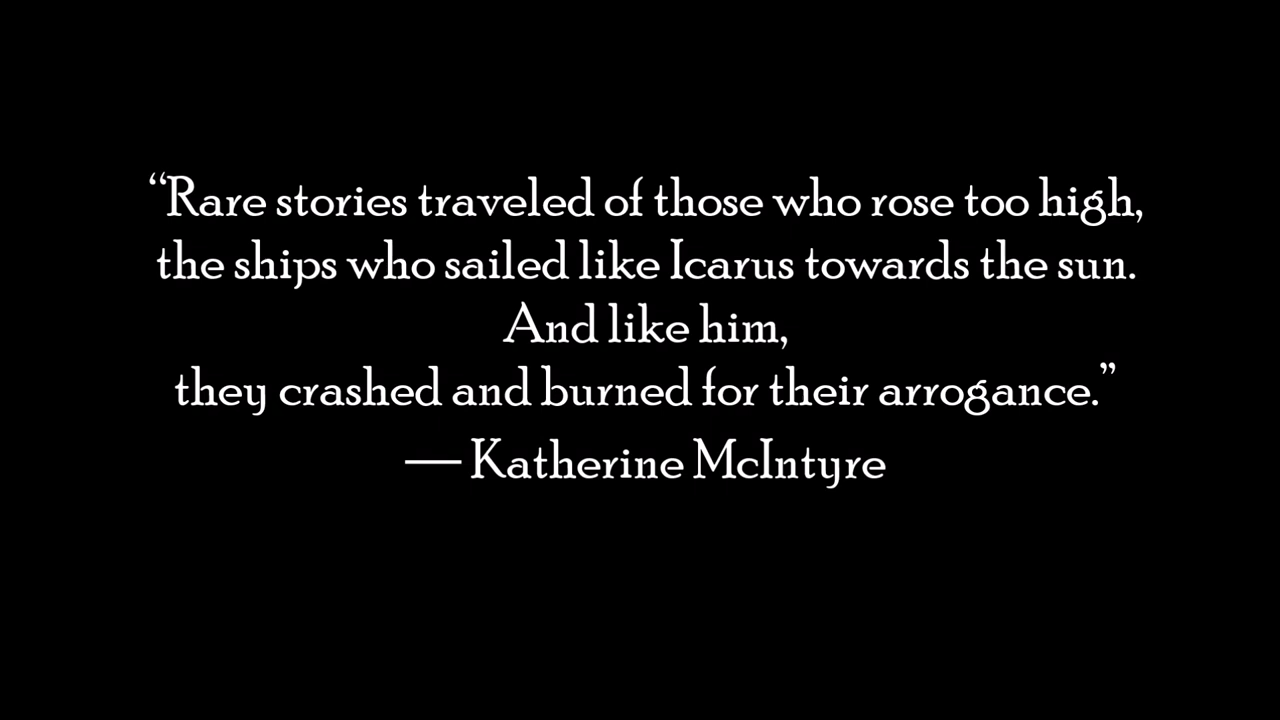 “Rare stories traveled of those who rose too high,
the ships who sailed like Icarus towards the sun.
And like him,
they crashed and burned for their arrogance.”
— Katherine McIntyre